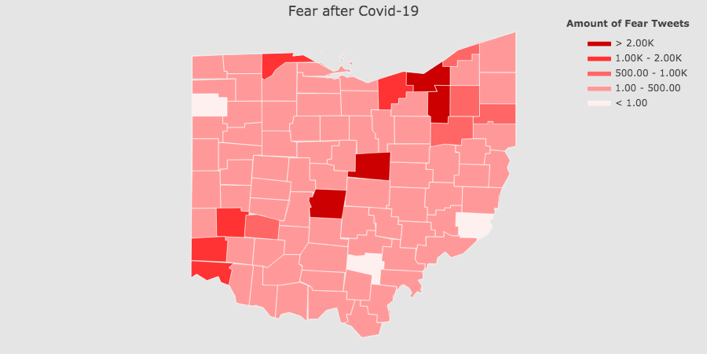 Fear after Covid-19
Amount of Fear Tweets
> 2.00K
1.00K - 2.00K
500.00 - 1.00K
1.00 - 500.00
< 1.00